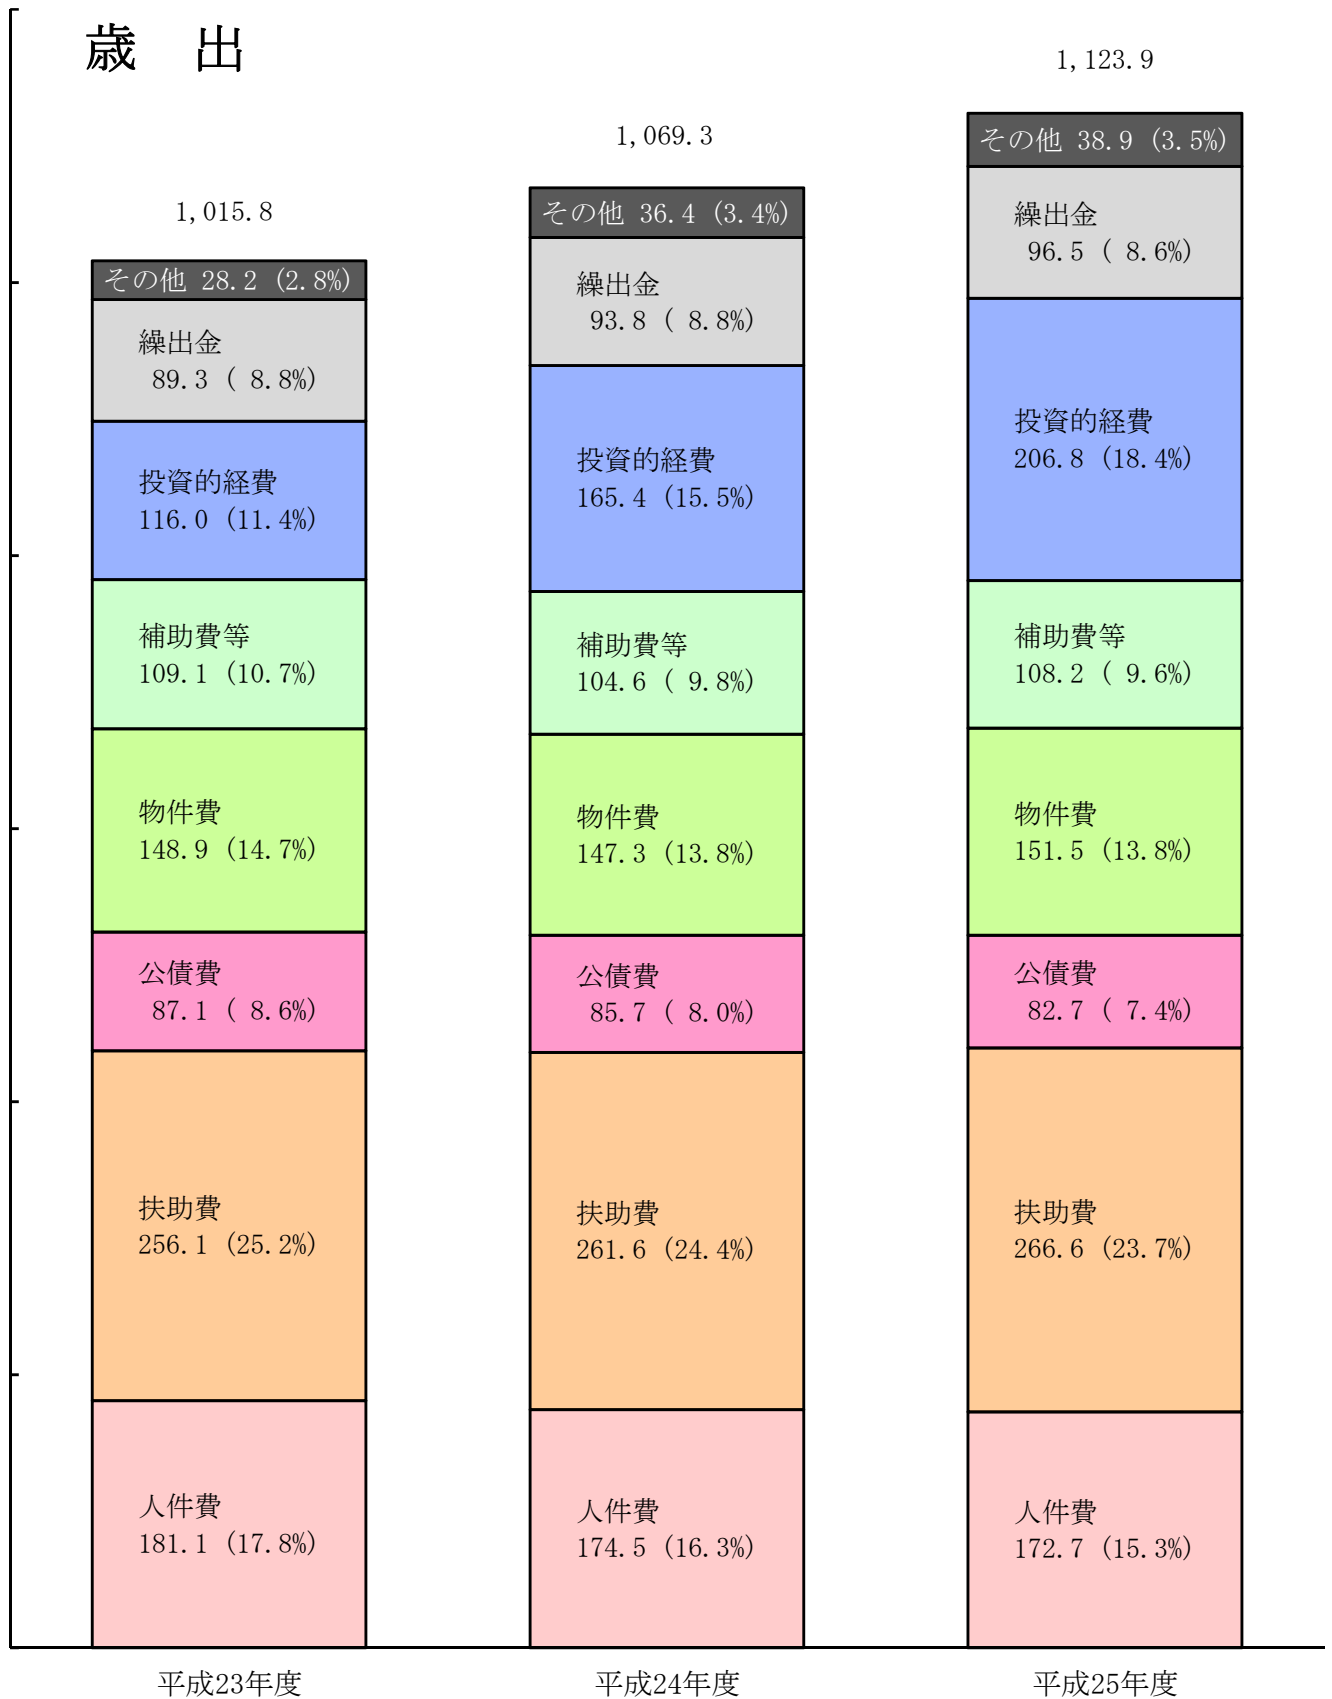 歳　出
1,015.8
その他 28.2 (2.8%)
繰出金
89.3 ( 8.8%)
投資的経費
116.0 (11.4%)
補助費等
109.1 (10.7%)
物件費
148.9 (14.7%)
公債費
87.1 ( 8.6%)
扶助費
256.1 (25.2%)
人件費
181.1 (17.8%)
平成23年度
1,069.3
その他 36.4 (3.4%)
繰出金
93.8 ( 8.8%)
投資的経費
165.4 (15.5%)
補助費等
104.6 ( 9.8%)
物件費
147.3 (13.8%)
公債費
85.7 ( 8.0%)
扶助費
261.6 (24.4%)
人件費
174.5 (16.3%)
平成24年度
1,123.9
その他 38.9 (3.5%)
繰出金
96.5 ( 8.6%)
投資的経費
206.8 (18.4%)
補助費等
108.2 ( 9.6%)
物件費
151.5 (13.8%)
公債費
82.7 ( 7.4%)
扶助費
266.6 (23.7%)
人件費
172.7 (15.3%)
平成25年度